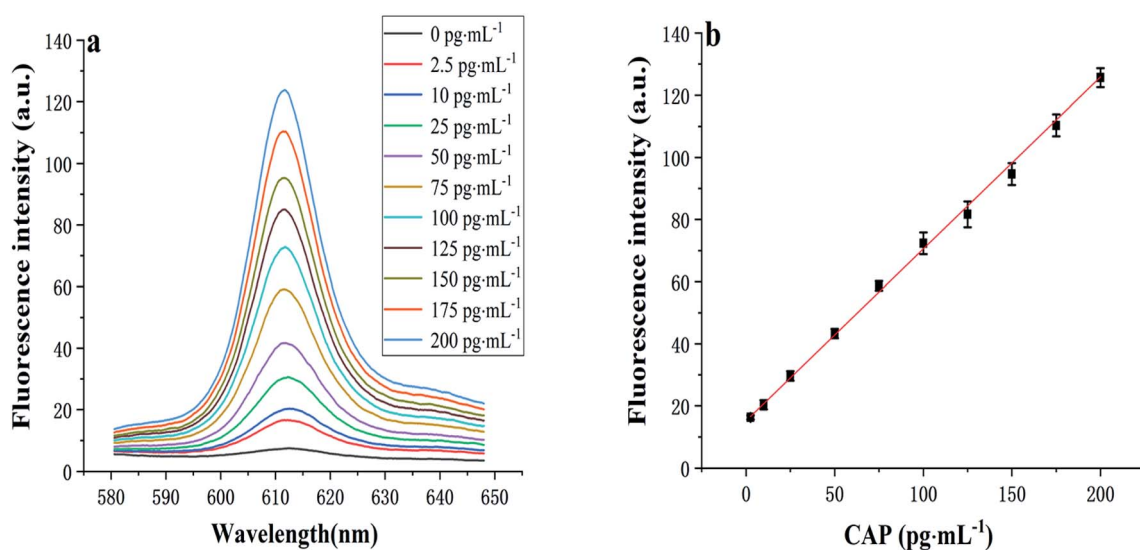 a
Fluorescence intensity (a.u.)
140
120
100
80
60
40
20
0
580
590
600
610
620
630
640
650
Wavelength(nm)
0 pg·mL⁻¹
2.5 pg·mL⁻¹
10 pg·mL⁻¹
25 pg·mL⁻¹
50 pg·mL⁻¹
75 pg·mL⁻¹
100 pg·mL⁻¹
125 pg·mL⁻¹
150 pg·mL⁻¹
175 pg·mL⁻¹
200 pg·mL⁻¹
b
Fluorescence intensity (a.u.)
140
120
100
80
60
40
20
0
0
50
100
150
200
CAP (pg·mL⁻¹)